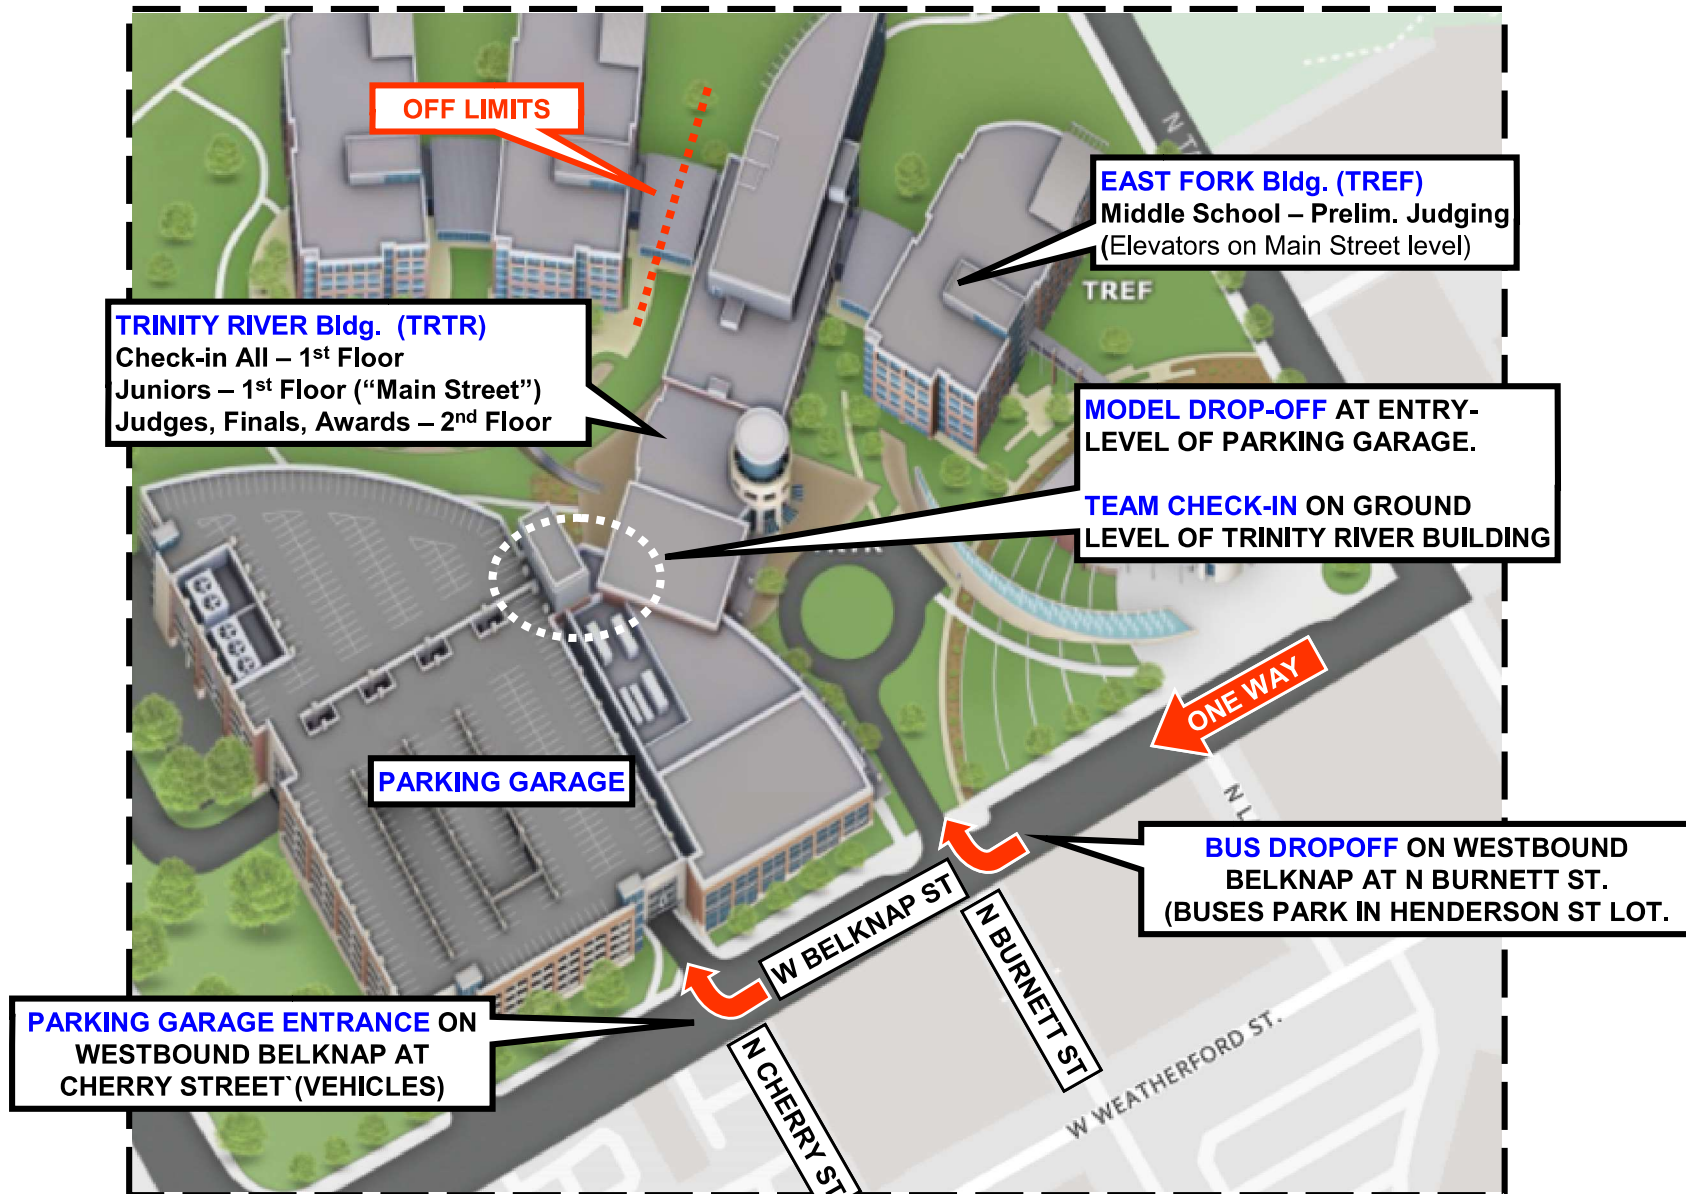 OFF LIMITS
EAST FORK Bldg. (TREF)
Middle School – Prelim. Judging
(Elevators on Main Street level)
TREF
TRINITY RIVER Bldg. (TRTR)
Check-in All – 1st Floor
Juniors – 1st Floor (“Main Street”)
Judges, Finals, Awards – 2nd Floor
MODEL DROP-OFF AT ENTRY-
LEVEL OF PARKING GARAGE.
TEAM CHECK-IN ON GROUND
LEVEL OF TRINITY RIVER BUILDING
ONE WAY
PARKING GARAGE
BUS DROPOFF ON WESTBOUND
BELKNAP AT N BURNETT ST.
(BUSES PARK IN HENDERSON ST LOT.
W BELKNAP ST
N BURNETT ST
PARKING GARAGE ENTRANCE ON
WESTBOUND BELKNAP AT
CHERRY STREET`(VEHICLES)
N CHERRY ST
W WEATHERFORD ST.